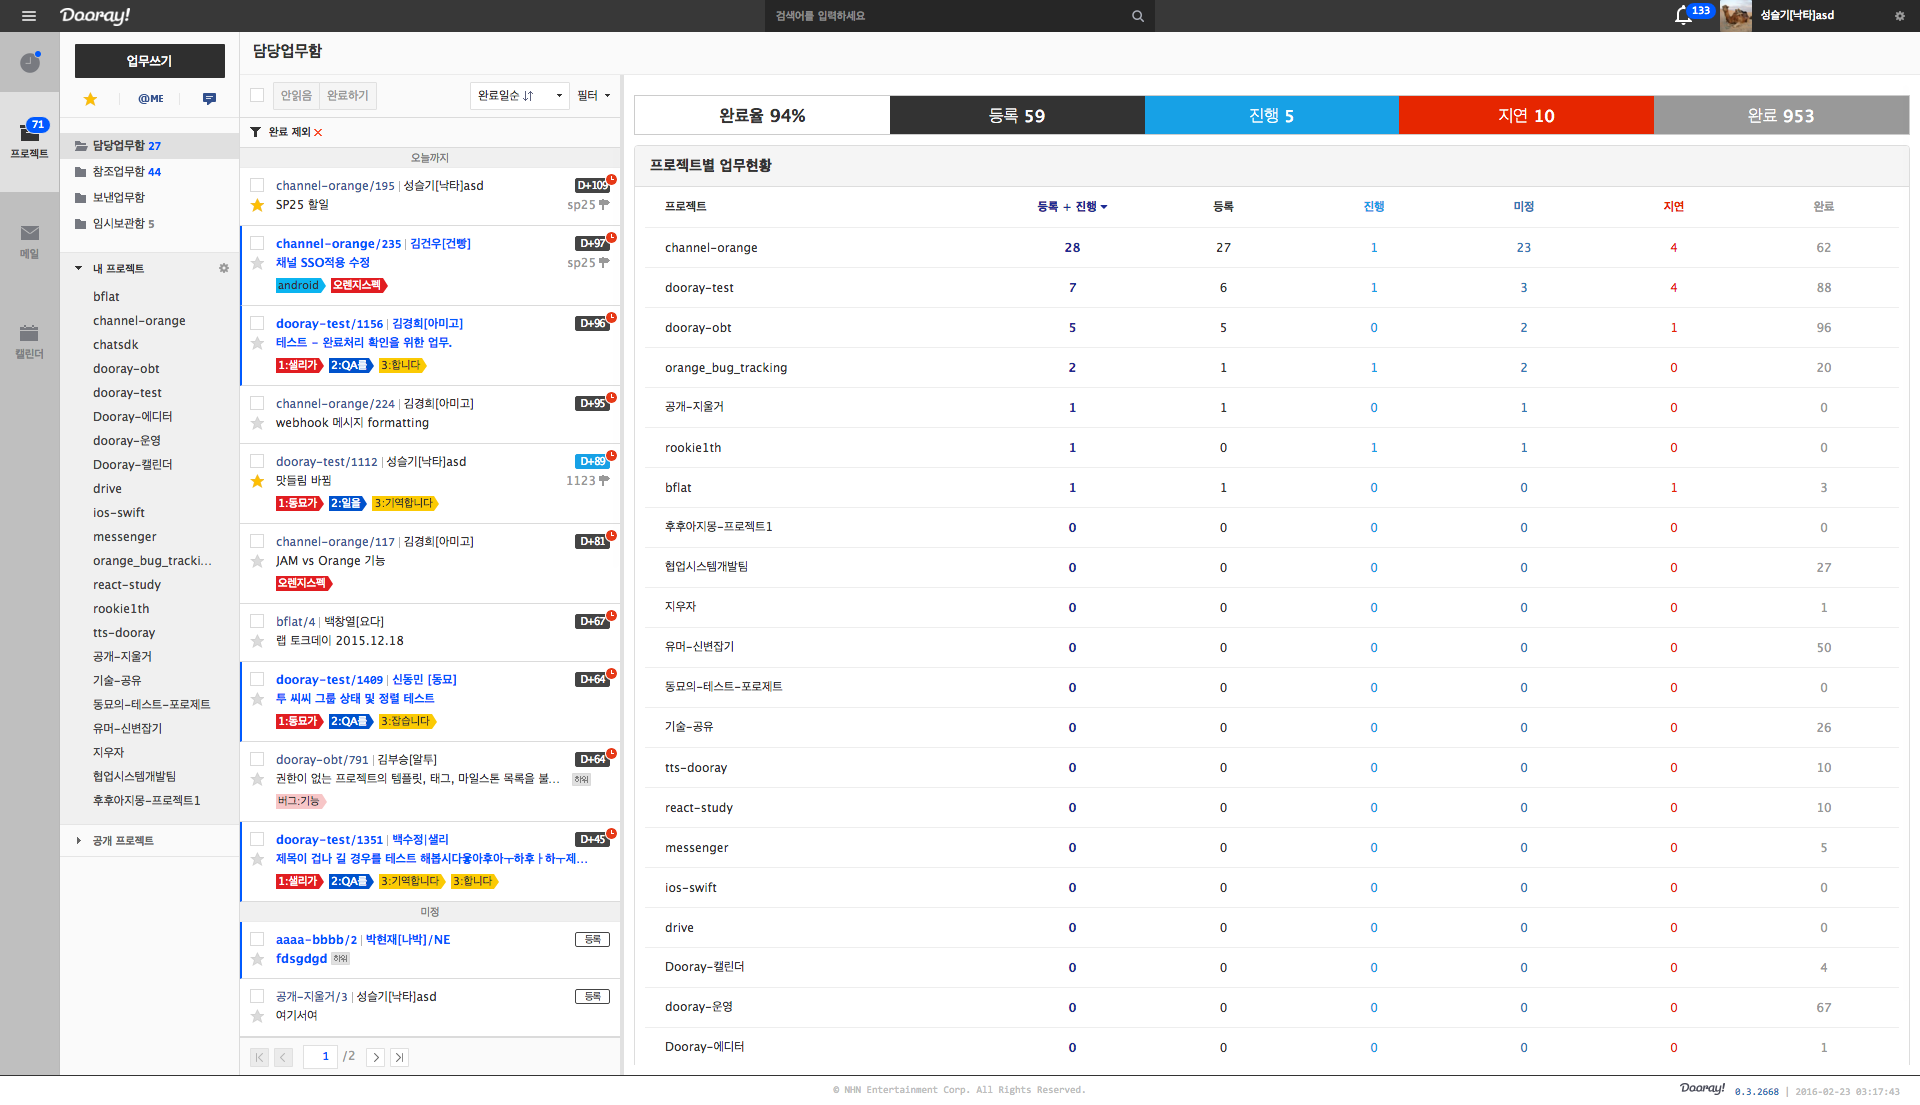 Dooray!
검색어를 입력하세요
133
성슬기[낙타]asd
업무쓰기
@ME
71
프로젝트
메일
캘린더
담당업무함 27
참조업무함 44
보낸업무함
임시보관함 5
내 프로젝트
bflat
channel-orange
chatsdk
dooray-obt
dooray-test
Dooray-에디터
dooray-운영
Dooray-캘린더
drive
ios-swift
messenger
orange_bug_tracki...
react-study
rookie1th
tts-dooray
공개-지울거
기술-공유
동묘의-테스트-포로제트
유머-신변잡기
지우자
협업시스템개발팀
후후아지몽-프로젝트1
공개 프로젝트
담당업무함
안읽음 완료하기
완료일순
필터
완료 제외
오늘까지
channel-orange/195 | 성슬기[낙타]asd D+109
SP25 할일 sp25
channel-orange/235 | 김건우[건빵] D+97
채널 SSO적용 수정 sp25
android 오렌지스펙
dooray-test/1156 | 김경희[아미고] D+96
테스트 - 완료처리 확인을 위한 업무.
1:샐리가 2:QA를 3:합니다
channel-orange/224 | 김경희[아미고] D+95
webhook 메시지 formatting
dooray-test/1112 | 성슬기[낙타]asd D+89
맛들림 바뀜 1123
1:동묘가 2:일을 3:기억합니다
channel-orange/117 | 김경희[아미고] D+81
JAM vs Orange 기능
오렌지스펙
bflat/4 | 백창열[요다] D+67
랩 토크데이 2015.12.18
dooray-test/1409 | 신동민 [동묘] D+64
투 씨씨 그룹 상태 및 정렬 테스트
1:동묘가 2:QA를 3:잡습니다
dooray-obt/791 | 김부승[알투] D+64
권한이 없는 프로젝트의 템플릿, 태그, 마일스톤 목록을 불... 하위
버그:기능
dooray-test/1351 | 백수정|샐리 D+45
1:샐리가 2:QA를 3:기억합니다 3:합니다
미정
aaaa-bbbb/2 | 박현재[나박]/NE 등록
fdsgdgd 하위
공개-지울거/3 | 성슬기[낙타]asd 등록
여기서여
1 /2
완료율 94% 등록 59 진행 5 지연 10 완료 953
프로젝트별 업무현황
프로젝트 등록 + 진행 등록 진행 미정 지연 완료
channel-orange 28 27 1 23 4 62
dooray-test 7 6 1 3 4 88
dooray-obt 5 5 0 2 1 96
orange_bug_tracking 2 1 1 2 0 20
공개-지울거 1 1 0 1 0 0
rookie1th 1 0 1 1 0 0
bflat 1 1 0 0 1 3
후후아지몽-프로젝트1 0 0 0 0 0 0
협업시스템개발팀 0 0 0 0 0 27
지우자 0 0 0 0 0 1
유머-신변잡기 0 0 0 0 0 50
동묘의-테스트-포로제트 0 0 0 0 0 0
기술-공유 0 0 0 0 0 26
tts-dooray 0 0 0 0 0 10
react-study 0 0 0 0 0 10
messenger 0 0 0 0 0 5
ios-swift 0 0 0 0 0 0
drive 0 0 0 0 0 0
Dooray-캘린더 0 0 0 0 0 4
dooray-운영 0 0 0 0 0 67
Dooray-에디터 0 0 0 0 0 1
© NHN Entertainment Corp. All Rights Reserved.
Dooray! 0.3.2668 | 2016-02-23 03:17:43